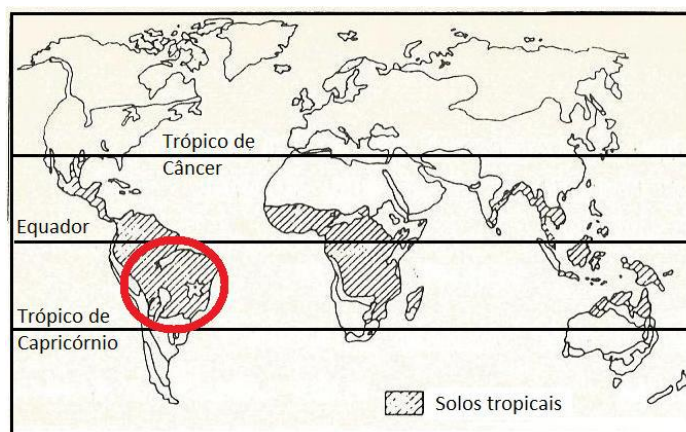 Trópico de
Câncer
Equador
Trópico de
Capricórnio
Solos tropicais